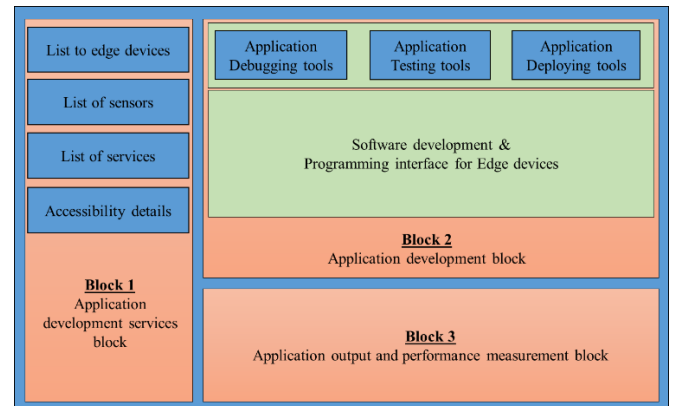 List to edge devices
List of sensors
List of services
Accessibility details
Block 1
Application
development services
block
Application
Debugging tools
Application
Testing tools
Application
Deploying tools
Software development &
Programming interface for Edge devices
Block 2
Application development block
Block 3
Application output and performance measurement block